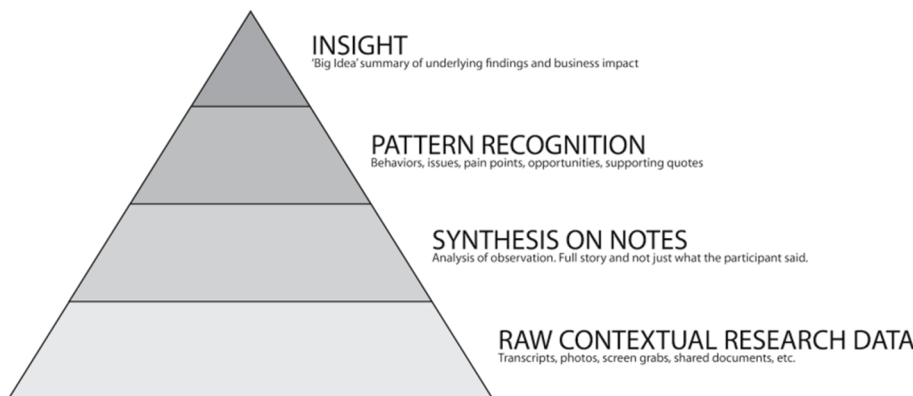 INSIGHT
‘Big Idea’ summary of underlying findings and business impact
PATTERN RECOGNITION
Behaviors, issues, pain points, opportunities, supporting quotes
SYNTHESIS ON NOTES
Analysis of observation. Full story and not just what the participant said.
RAW CONTEXTUAL RESEARCH DATA
Transcripts, photos, screen grabs, shared documents, etc.